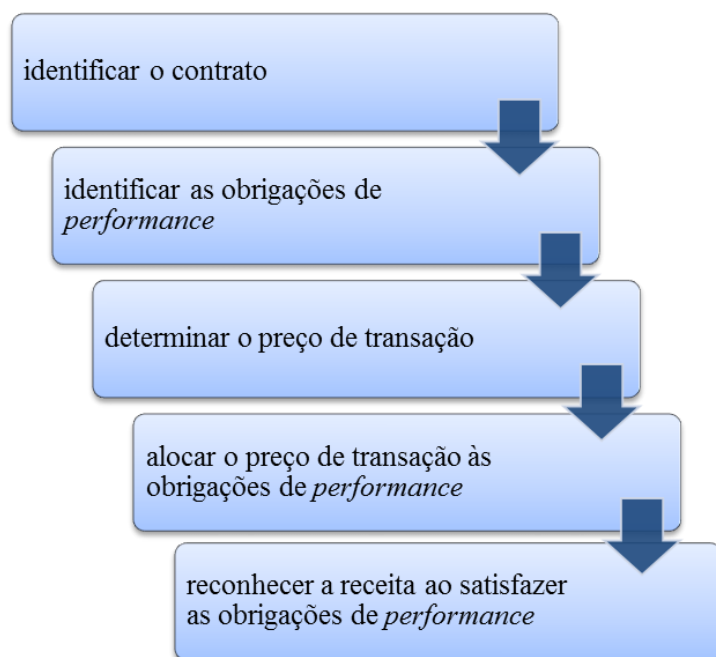 identificar o contrato
identificar as obrigações de
performance
determinar o preço de transação
alocar o preço de transação às
obrigações de performance
reconhecer a receita ao satisfazer
as obrigações de performance